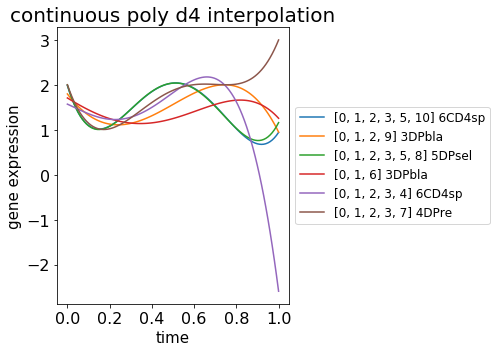 continuous poly d4 interpolation
gene expression
3
2
1
0
−1
−2
0.0 0.2 0.4 0.6 0.8 1.0
time
[0, 1, 2, 3, 5, 10] 6CD4sp
[0, 1, 2, 9] 3DPbla
[0, 1, 2, 3, 5, 8] 5DPsel
[0, 1, 6] 3DPbla
[0, 1, 2, 3, 4] 6CD4sp
[0, 1, 2, 3, 7] 4DPre